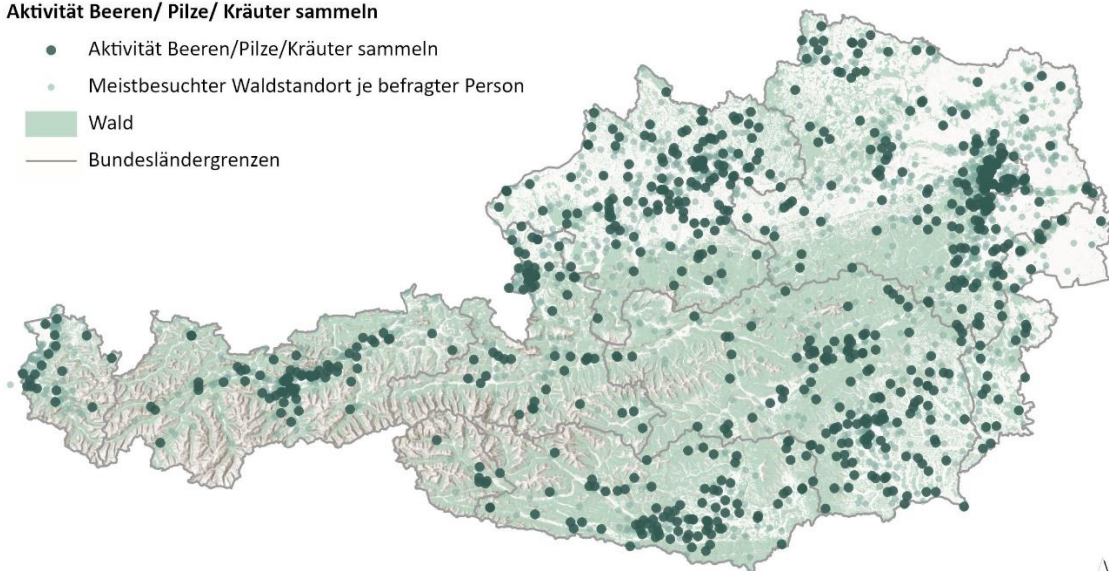 Aktivität Beeren/ Pilze/ Kräuter sammeln
Aktivität Beeren/Pilze/Kräuter sammeln
Meistbesuchter Waldstandort je befragter Person
Wald
Bundesländergrenzen